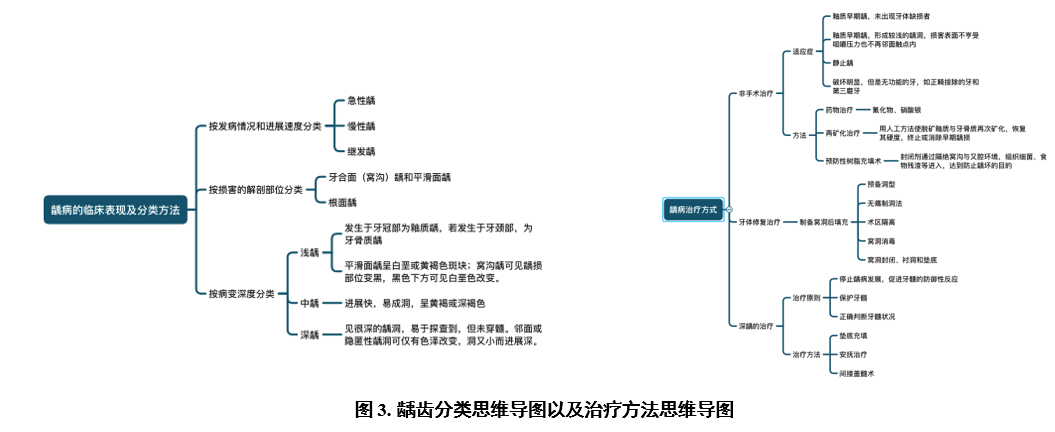 龋病的临床表现及分类方法
按发病情况和进展速度分类
急性龋
慢性龋
继发龋
按损害的解剖部位分类
牙合面（窝沟）龋和平滑面龋
根面龋
按病变深度分类
浅龋
发生于牙冠部为釉质龋，若发生于牙颈部，为
牙骨质龋
平滑面龋呈白垩或黄褐色斑块；窝沟龋可见龋损
部位变黑，黑色下方可见白垩色改变。
中龋
进展快，易成洞，呈黄褐或深褐色
深龋
见很深的龋洞，易于探查到，但未穿髓。邻面或
隐匿性龋洞可仅有色泽改变，洞又小而进展深。
龋病治疗方式
非手术治疗
适应症
釉质早期龋，未出现牙体缺损者
釉质早期龋，形成较浅的龋洞，损害表面不亨受
咀嚼压力也不再邻面触点内
静止龋
破坏明显，但是无功能的牙，如正畸拔除的牙和
第三磨牙
方法
药物治疗
氟化物、硝酸银
再矿化治疗
用人工方法使脱矿釉质与牙骨质再次矿化，恢复
其硬度，终止或消除早期龋损
预防性树脂充填术
封闭剂通过隔绝窝沟与又腔环境，组织细菌、食
物残渣等进入，达到防止龋坏的目的
牙体修复治疗
制备窝洞后填充
预备洞型
无痛制洞法
术区隔离
窝洞消毒
窝洞封闭、衬洞和垫底
深龋的治疗
治疗原则
停止龋病发展，促进牙髓的防御性反应
保护牙髓
正确判断牙髓状况
治疗方法
垫底充填
安抚治疗
间接盖髓术
图 3. 龋齿分类思维导图以及治疗方法思维导图